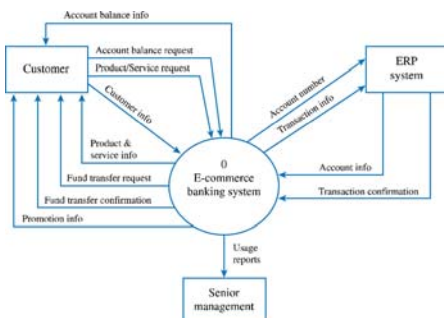 Account balance info
Account balance request
Product/Service request
Customer
Customer info
Account number
Transaction info
ERP
system
Product &
service info
Fund transfer request
Fund transfer confirmation
Promotion info
0
E-commerce
banking system
Account info
Transaction confirmation
Usage
reports
Senior
management